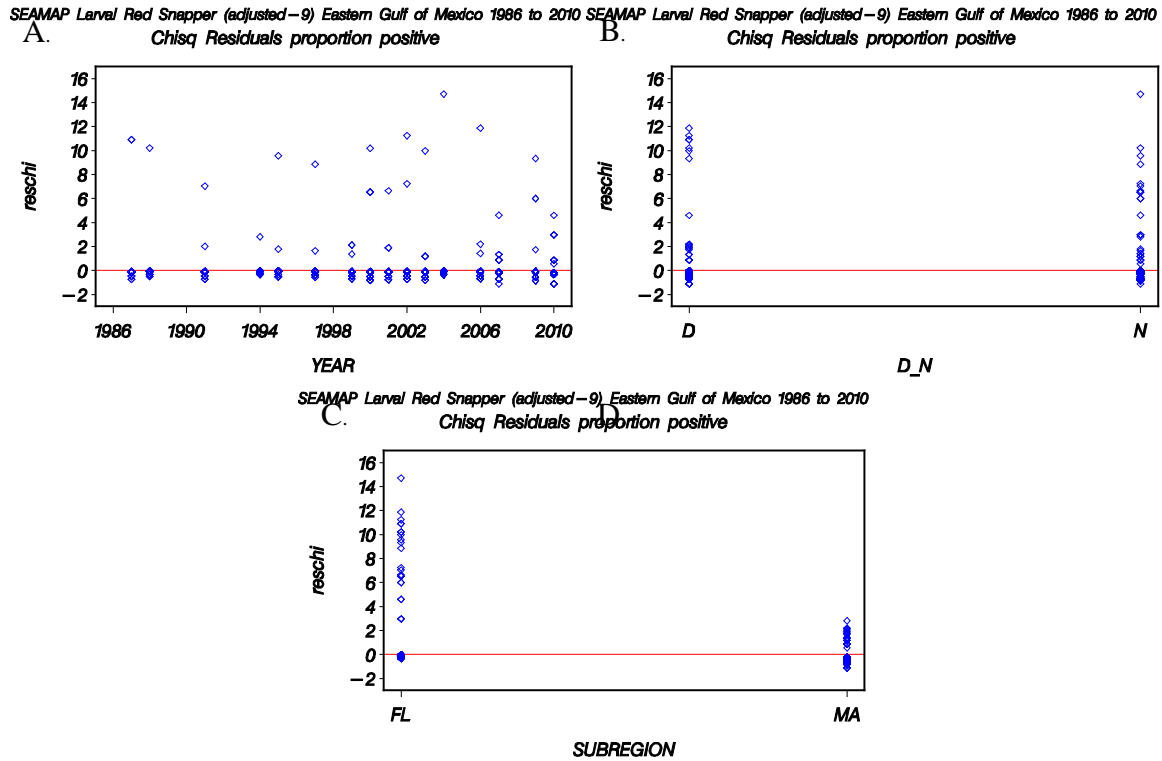 SEAMAP Larval Red Snapper (adjusted−9) Eastern Gulf of Mexico 1986 to 2010
A.
Chisq Residuals proportion positive
16
14
12
10
8
6
4
2
0
−2
reschi
1986 1990 1994 1998 2002 2006 2010
YEAR
SEAMAP Larval Red Snapper (adjusted−9) Eastern Gulf of Mexico 1986 to 2010
B.
Chisq Residuals proportion positive
16
14
12
10
8
6
4
2
0
−2
reschi
D N
D_N
SEAMAP Larval Red Snapper (adjusted−9) Eastern Gulf of Mexico 1986 to 2010
C.
D.
Chisq Residuals proportion positive
16
14
12
10
8
6
4
2
0
−2
reschi
FL MA
SUBREGION